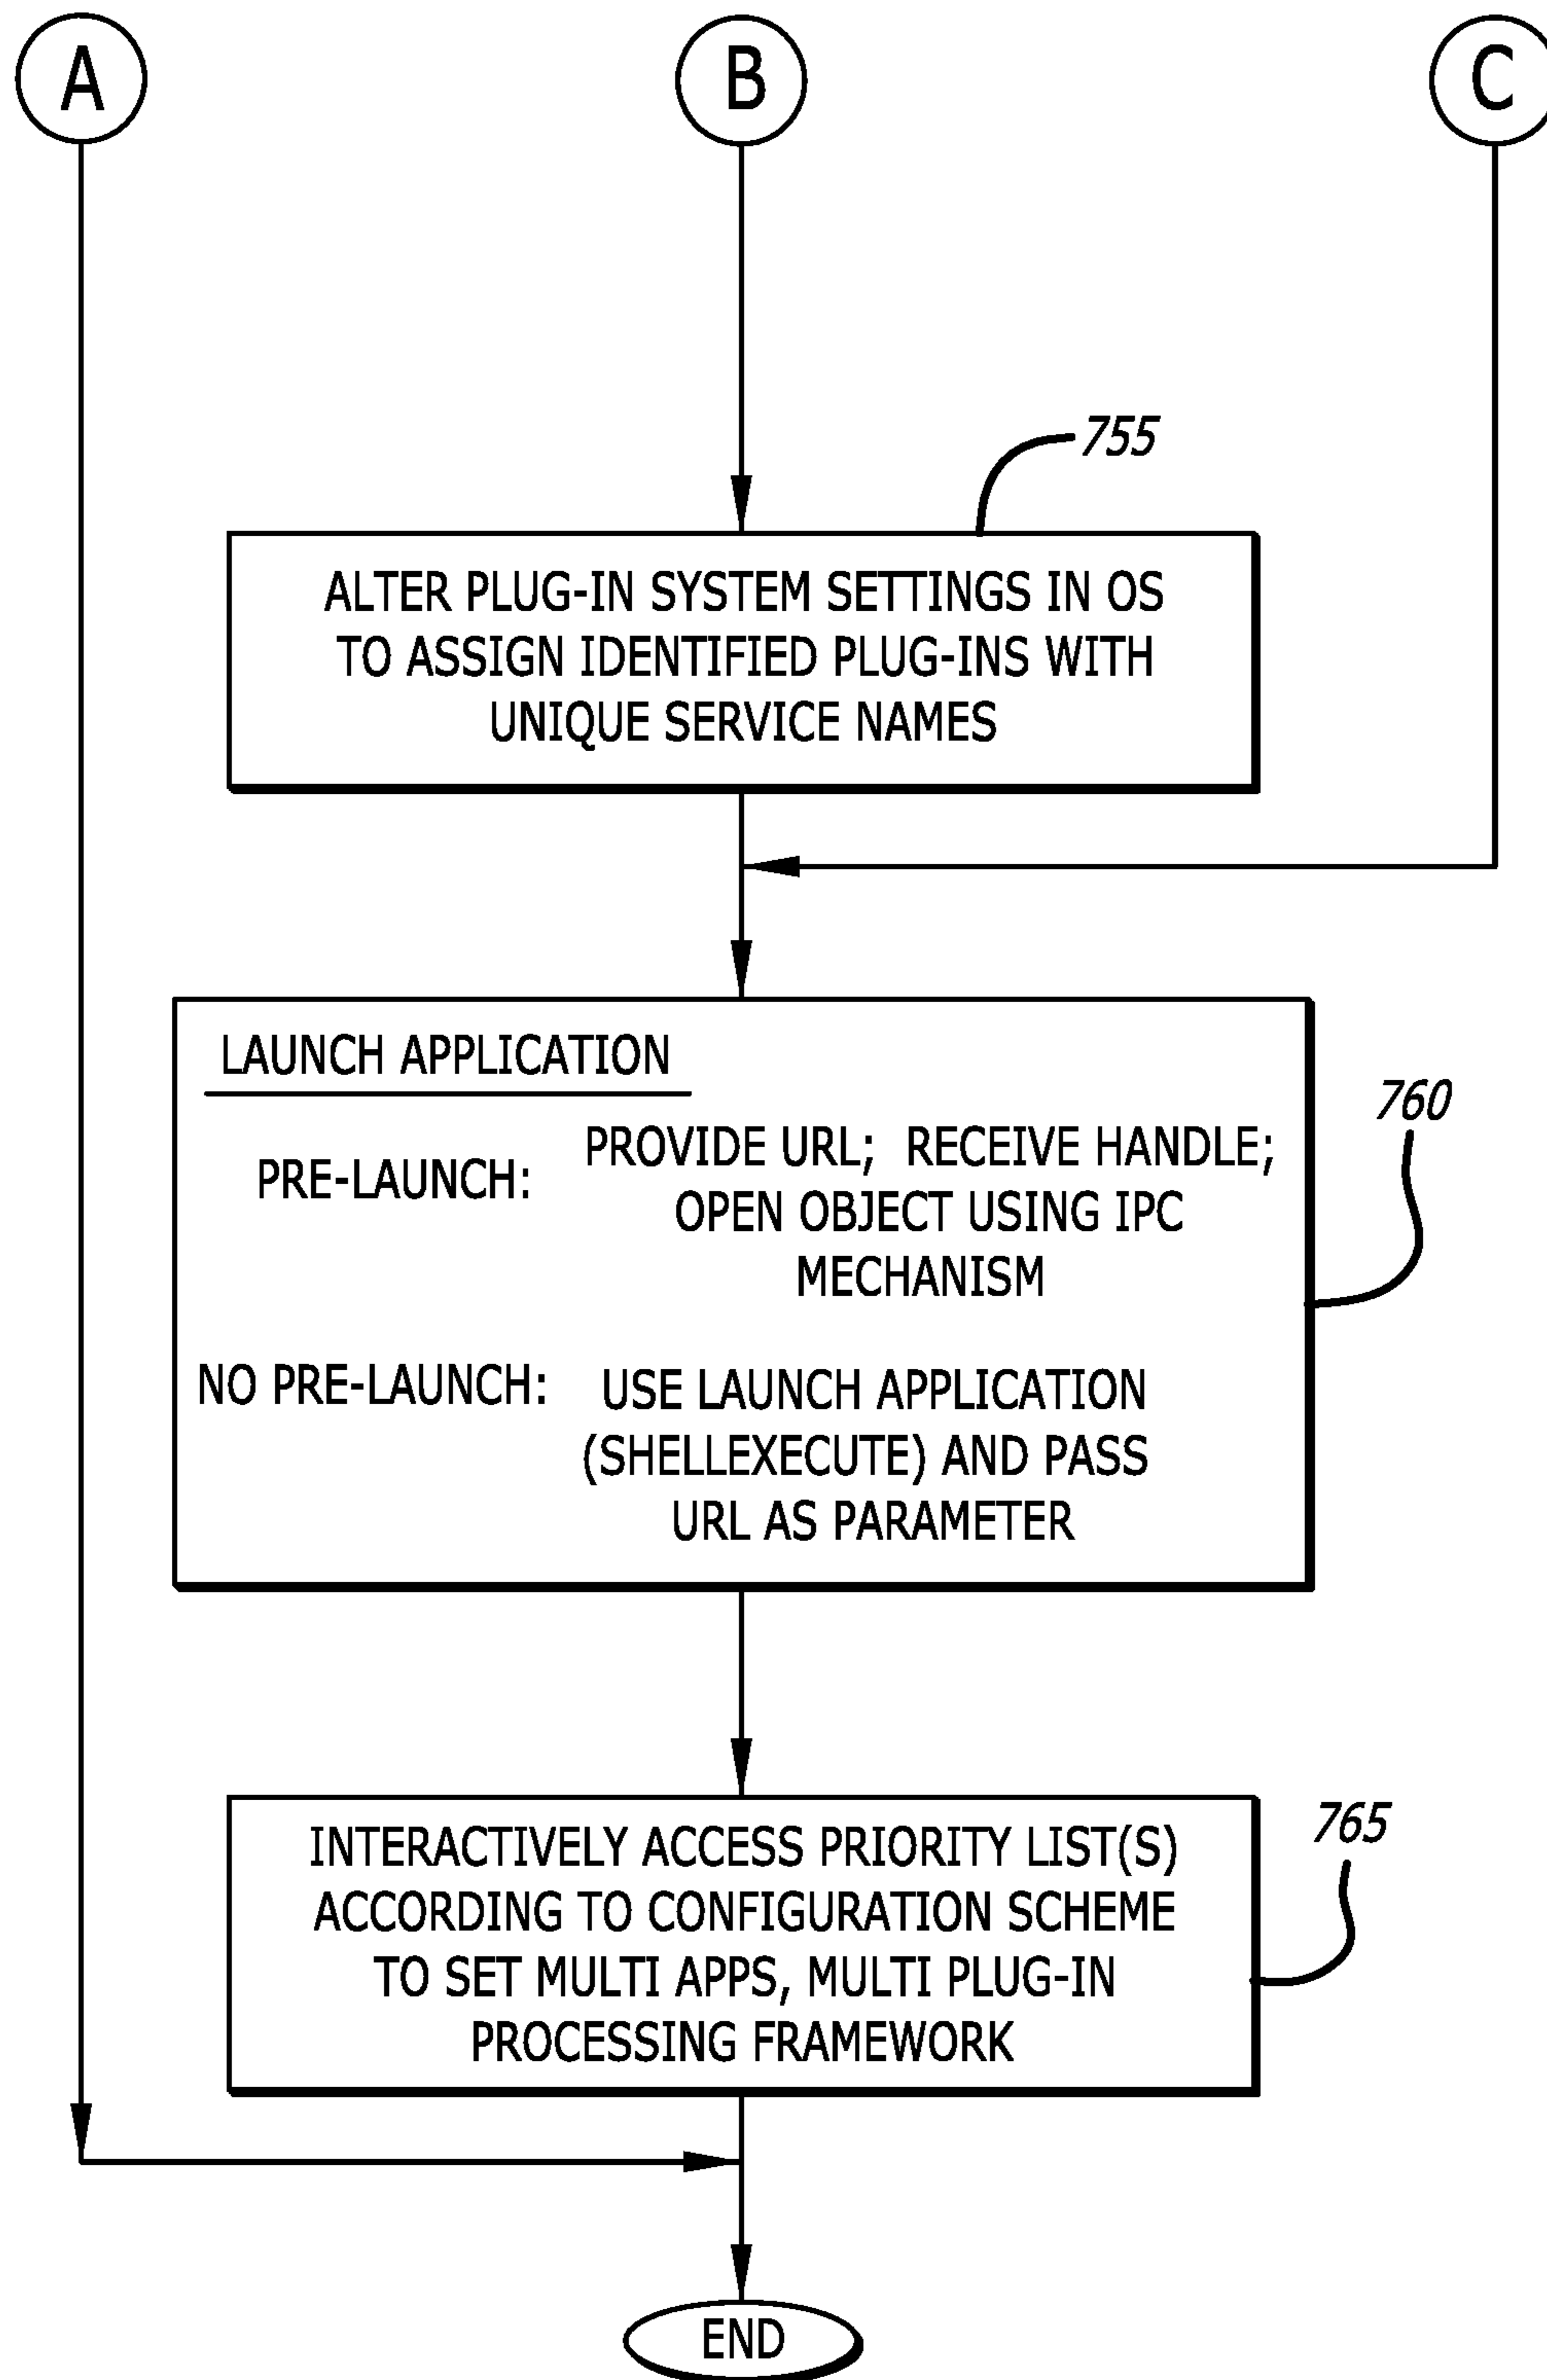 A
B
C
755
ALTER PLUG-IN SYSTEM SETTINGS IN OS
TO ASSIGN IDENTIFIED PLUG-INS WITH
UNIQUE SERVICE NAMES
LAUNCH APPLICATION
760
PRE-LAUNCH:
PROVIDE URL; RECEIVE HANDLE;
OPEN OBJECT USING IPC
MECHANISM
NO PRE-LAUNCH:
USE LAUNCH APPLICATION
(SHELLEXECUTE) AND PASS
URL AS PARAMETER
765
INTERACTIVELY ACCESS PRIORITY LIST(S)
ACCORDING TO CONFIGURATION SCHEME
TO SET MULTI APPS, MULTI PLUG-IN
PROCESSING FRAMEWORK
END